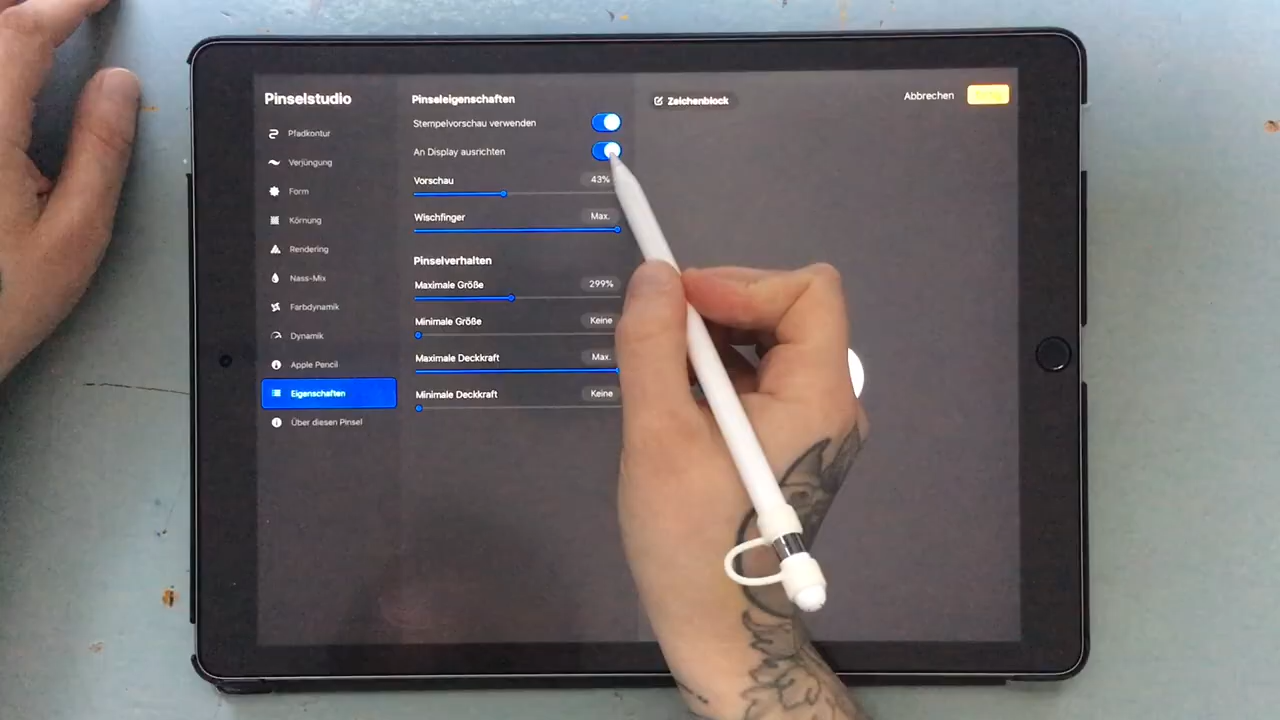 Pinselstudio
Pfadkontur
Verjüngung
Form
Körnung
Rendering
Nass-Mix
Farbdynamik
Dynamik
Apple Pencil
Eigenschaften
Über diesen Pinsel
Pinseleigenschaften
Stempelvorschau verwenden
An Display ausrichten
Vorschau 43%
Wischfinger Max.
Pinselverhalten
Maximale Größe 299%
Minimale Größe Keine
Maximale Deckkraft Max.
Minimale Deckkraft Keine
Zeichenblock
Abbrechen